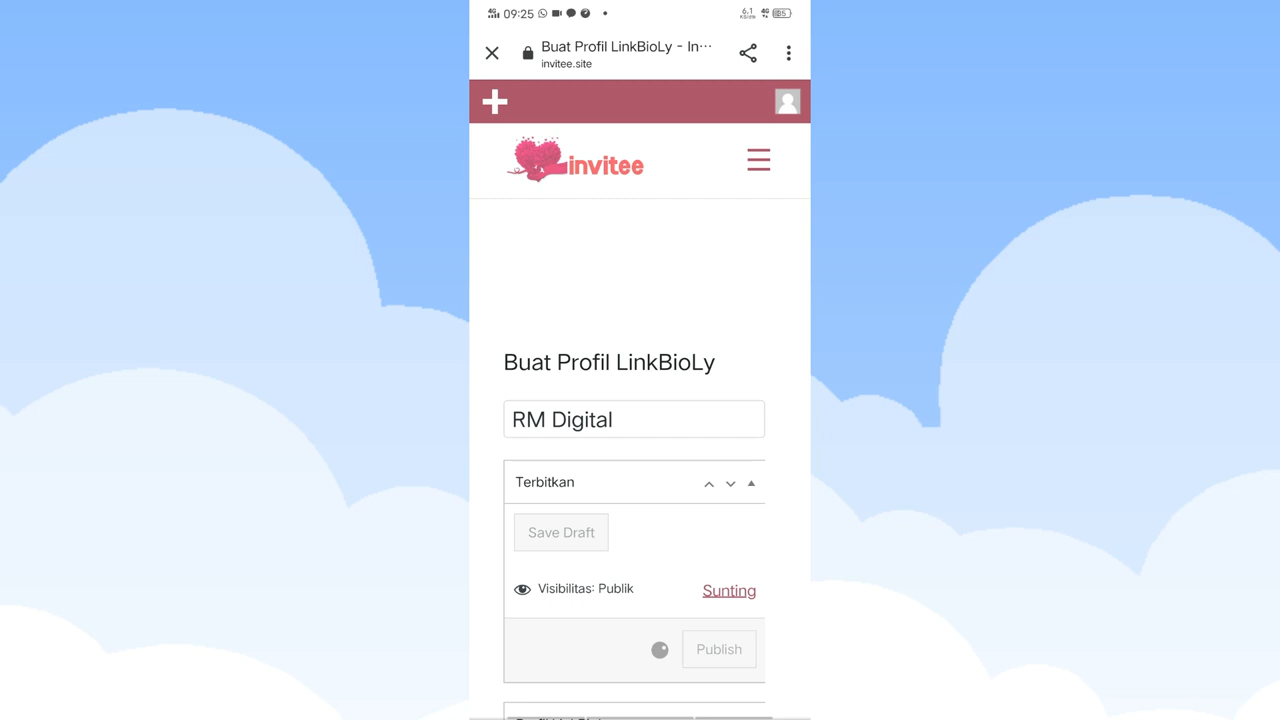 09:25
Buat Profil LinkBioLy - In···
invitee.site
invitee
Buat Profil LinkBioLy
RM Digital
Terbitkan
Save Draft
Visibilitas: Publik
Sunting
Publish